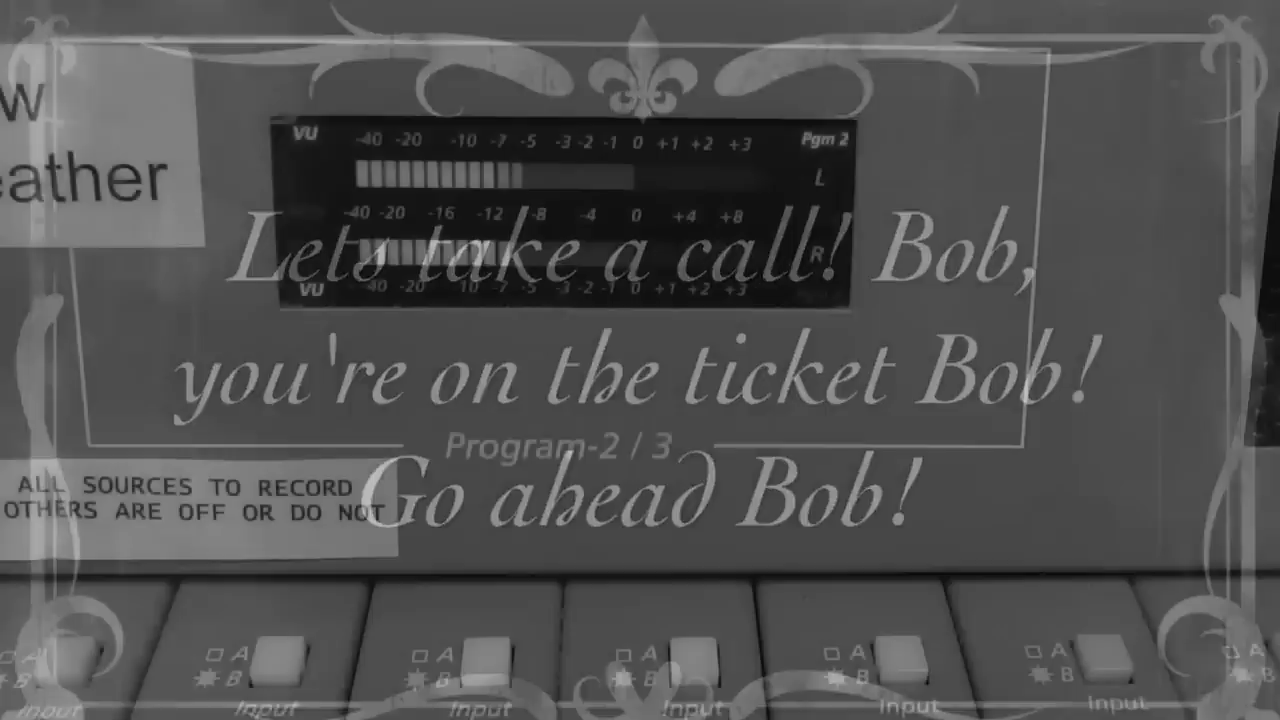 w
eather
VU -40 -20 -10 -7 -5 -3 -2 -1 0 +1 +2 +3 Pgm 2
L
-40 -20 -16 -12 -8 -4 0 +4 +8
R
VU -40 -20 -10 -7 -5 -3 -2 -1 0 +1 +2 +3
Lets take a call! Bob,
you're on the ticket Bob!
Go ahead Bob!
Program-2 / 3
ALL SOURCES TO RECORD
OTHERS ARE OFF OR DO NOT
A A A A A A A
B B B B B B B
Input Input Input Input Input Input